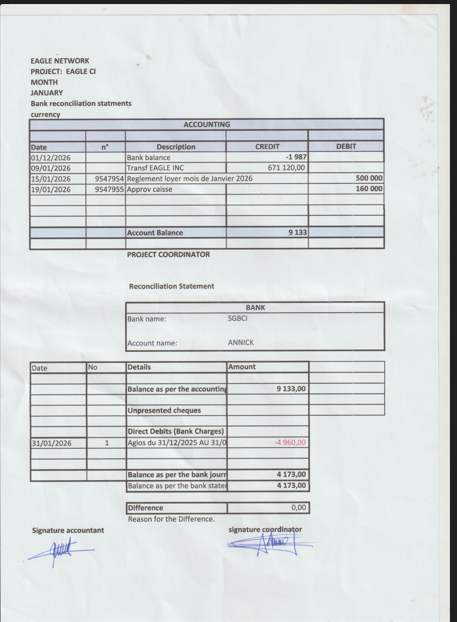 EAGLE NETWORK
PROJECT: EAGLE CI
MONTH
JANUARY
Bank reconciliation statments
currency
ACCOUNTING
Date n° Description CREDIT DEBIT
01/12/2026 Bank balance -1 987
09/01/2026 Transf EAGLE INC 671 120,00
15/01/2026 9547954 Reglement loyer mois de Janvier 2026 500 000
19/01/2026 9547955 Approv caisse 160 000
Account Balance 9 133
PROJECT COORDINATOR
Reconciliation Statement
BANK
Bank name: SGBCI
Account name: ANNICK
Date No Details Amount
Balance as per the accounting 9 133,00
Unpresented cheques
Direct Debits (Bank Charges)
31/01/2026 1 Agios du 31/12/2025 AU 31/0 -4 960,00
Balance as per the bank journ 4 173,00
Balance as per the bank state 4 173,00
Difference 0,00
Reason for the Difference.
Signature accountant signature coordinator